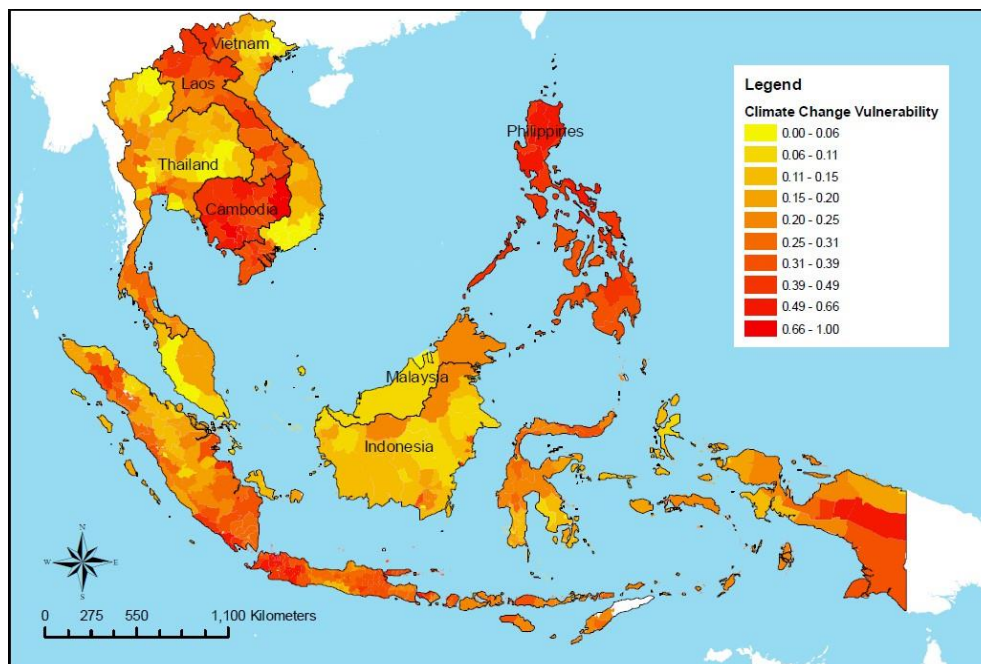 Vietnam
Laos
Philippines
Thailand
Cambodia
Malaysia
Indonesia
Legend
Climate Change Vulnerability
0.00 - 0.06
0.06 - 0.11
0.11 - 0.15
0.15 - 0.20
0.20 - 0.25
0.25 - 0.31
0.31 - 0.39
0.39 - 0.49
0.49 - 0.66
0.66 - 1.00
N
W E
S
0 275 550 1,100 Kilometers